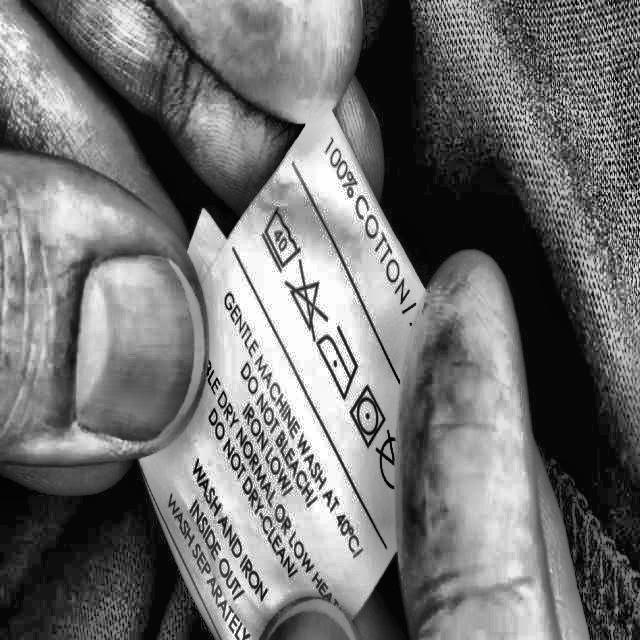 100% COTTON/
40
GENTLE MACHINE WASH AT 40°C/
DO NOT BLEACH/
IRON LOW/
DRY NORMAL OR LOW
DO NOT DRY-CLEAN/
WASH AND IRON
INSIDE OUT/
WASH SEPARATELY